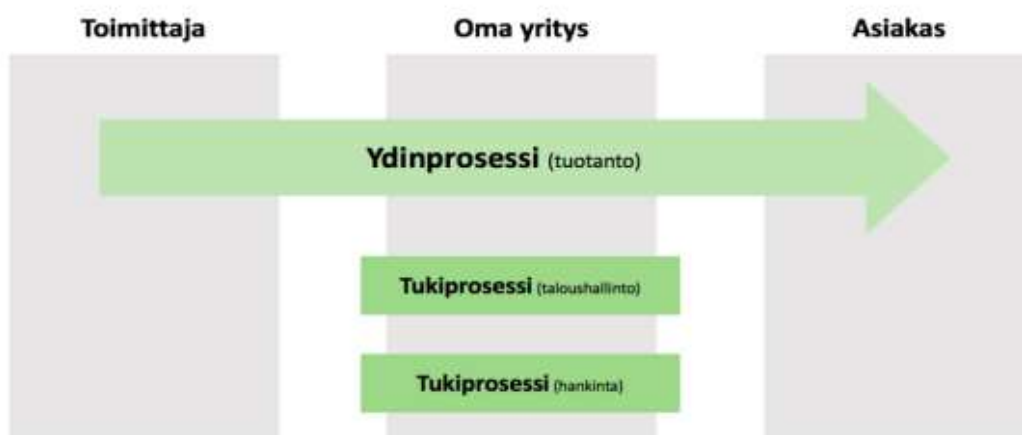 Toimittaja
Oma yritys
Asiakas
Ydinprosessi (tuotanto)
Tukiprosessi (taloushallinto)
Tukiprosessi (hankinta)